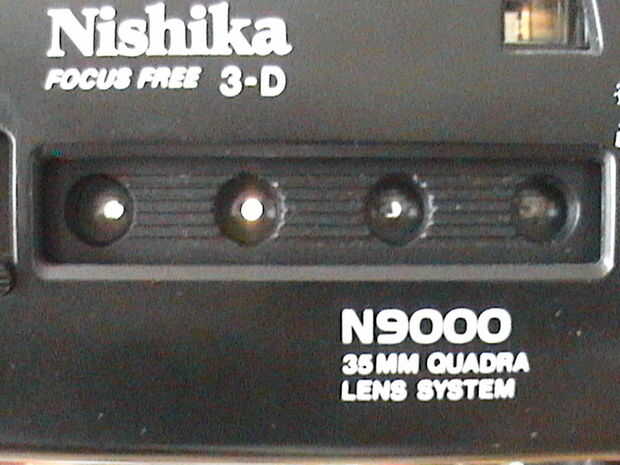 Nishika
FOCUS FREE 3-D
N9000
35MM QUADRA
LENS SYSTEM